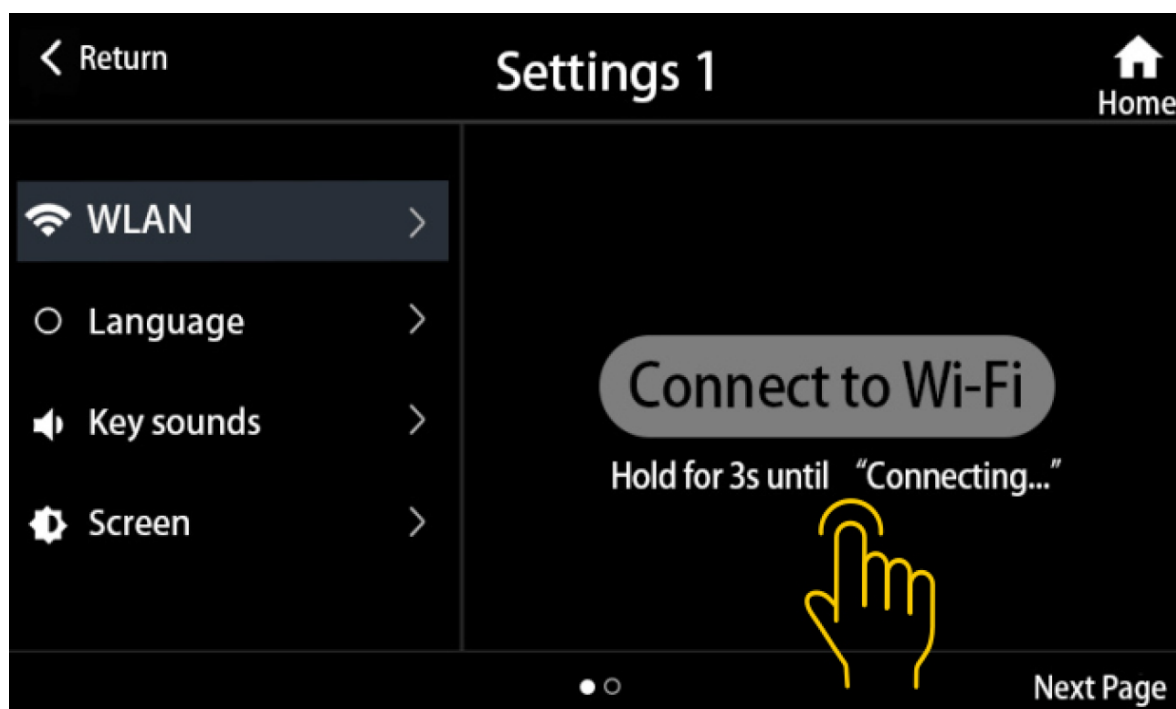 Return
Settings 1
Home
WLAN
Language
Key sounds
Screen
Connect to Wi-Fi
Hold for 3s until “Connecting...”
Next Page